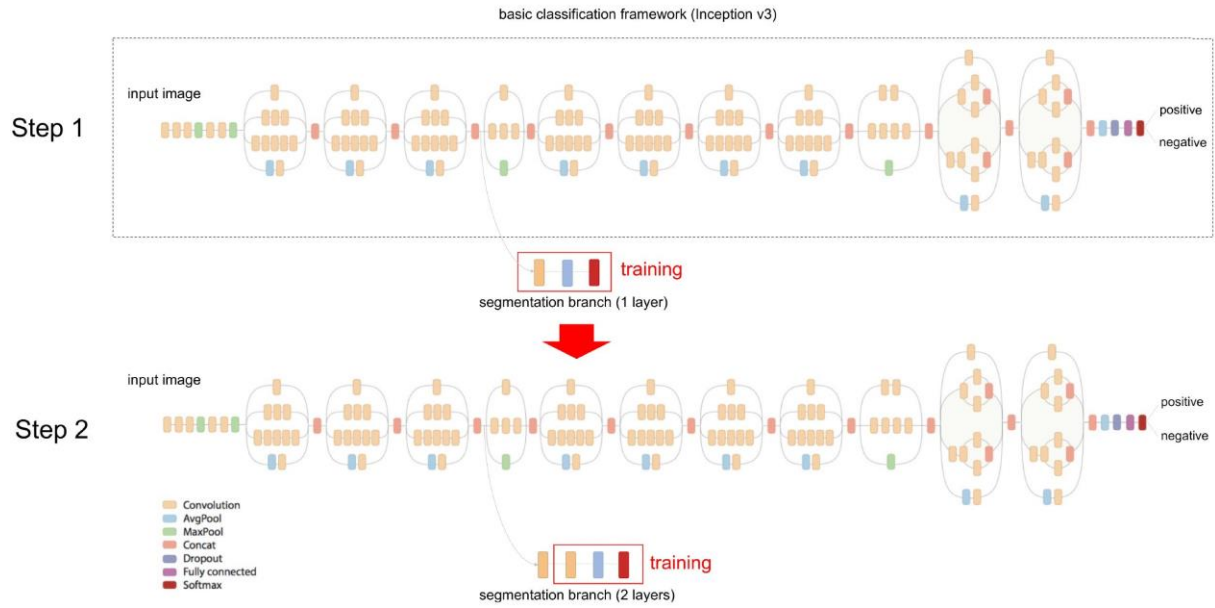 basic classification framework (Inception v3)
input image
Step 1
positive
negative
training
segmentation branch (1 layer)
input image
Step 2
positive
negative
Convolution
AvgPool
MaxPool
Concat
Dropout
Fully connected
Softmax
training
segmentation branch (2 layers)